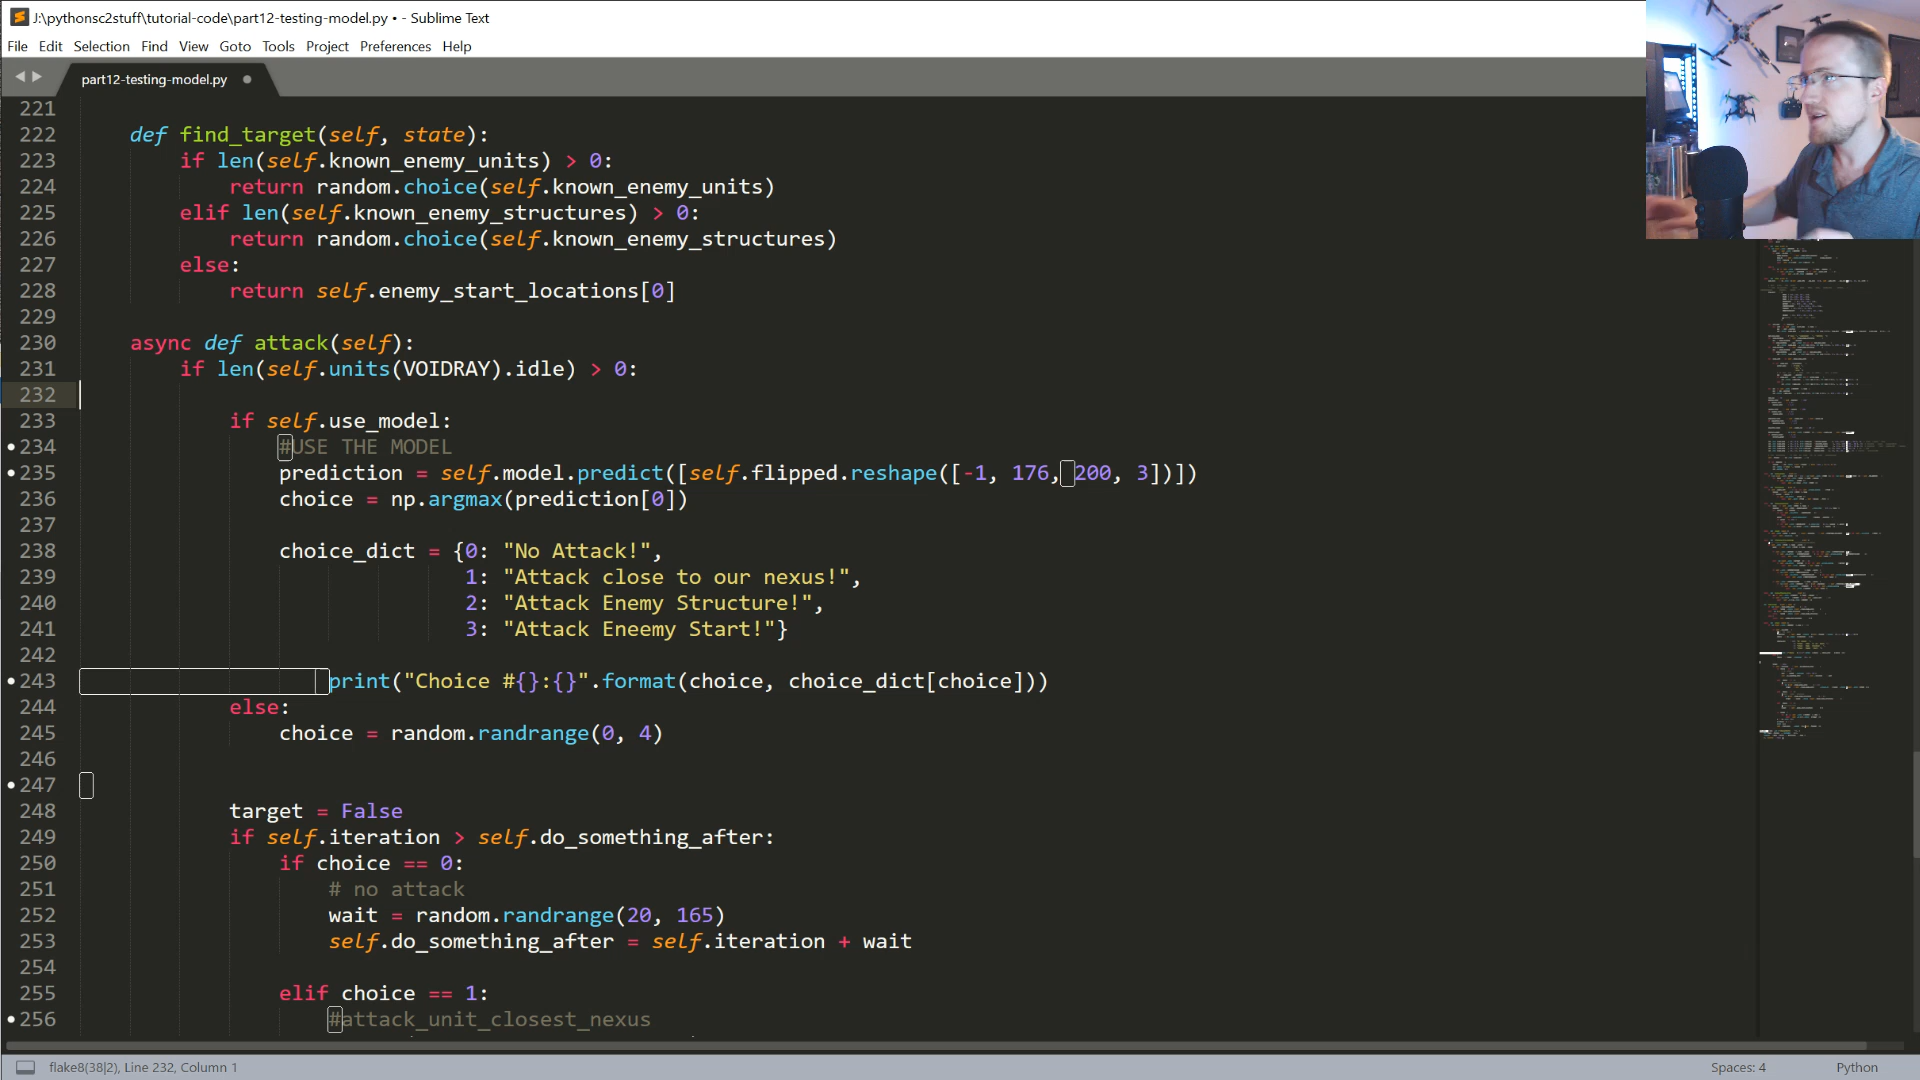 J:\pythonsc2stuff\tutorial-code\part12-testing-model.py • - Sublime Text
File Edit Selection Find View Goto Tools Project Preferences Help
part12-testing-model.py
221
222 def find_target(self, state):
223 if len(self.known_enemy_units) > 0:
224 return random.choice(self.known_enemy_units)
225 elif len(self.known_enemy_structures) > 0:
226 return random.choice(self.known_enemy_structures)
227 else:
228 return self.enemy_start_locations[0]
229
230 async def attack(self):
231 if len(self.units(VOIDRAY).idle) > 0:
232
233 if self.use_model:
234 #USE THE MODEL
235 prediction = self.model.predict([self.flipped.reshape([-1, 176, 200, 3])])
236 choice = np.argmax(prediction[0])
237
238 choice_dict = {0: "No Attack!",
239 1: "Attack close to our nexus!",
240 2: "Attack Enemy Structure!",
241 3: "Attack Eneemy Start!"}
242
243 print("Choice #{}:{}".format(choice, choice_dict[choice]))
244 else:
245 choice = random.randrange(0, 4)
246
247
248 target = False
249 if self.iteration > self.do_something_after:
250 if choice == 0:
251 # no attack
252 wait = random.randrange(20, 165)
253 self.do_something_after = self.iteration + wait
254
255 elif choice == 1:
256 #attack_unit_closest_nexus
flake8(38|2), Line 232, Column 1 Spaces: 4 Python